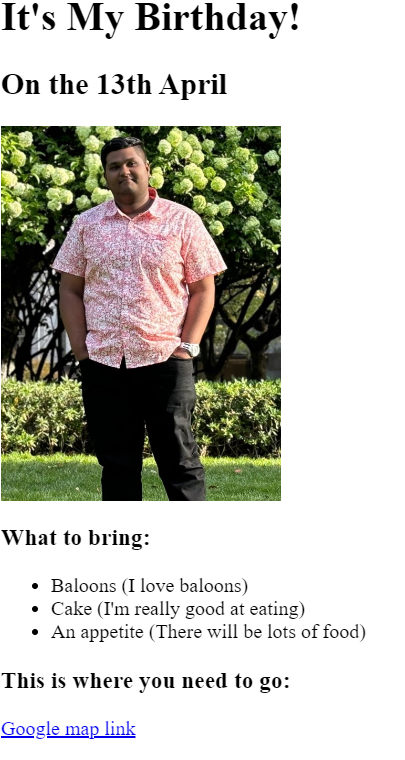 It's My Birthday!
On the 13th April
What to bring:
Baloons (I love baloons)
Cake (I'm really good at eating)
An appetite (There will be lots of food)
This is where you need to go:
Google map link